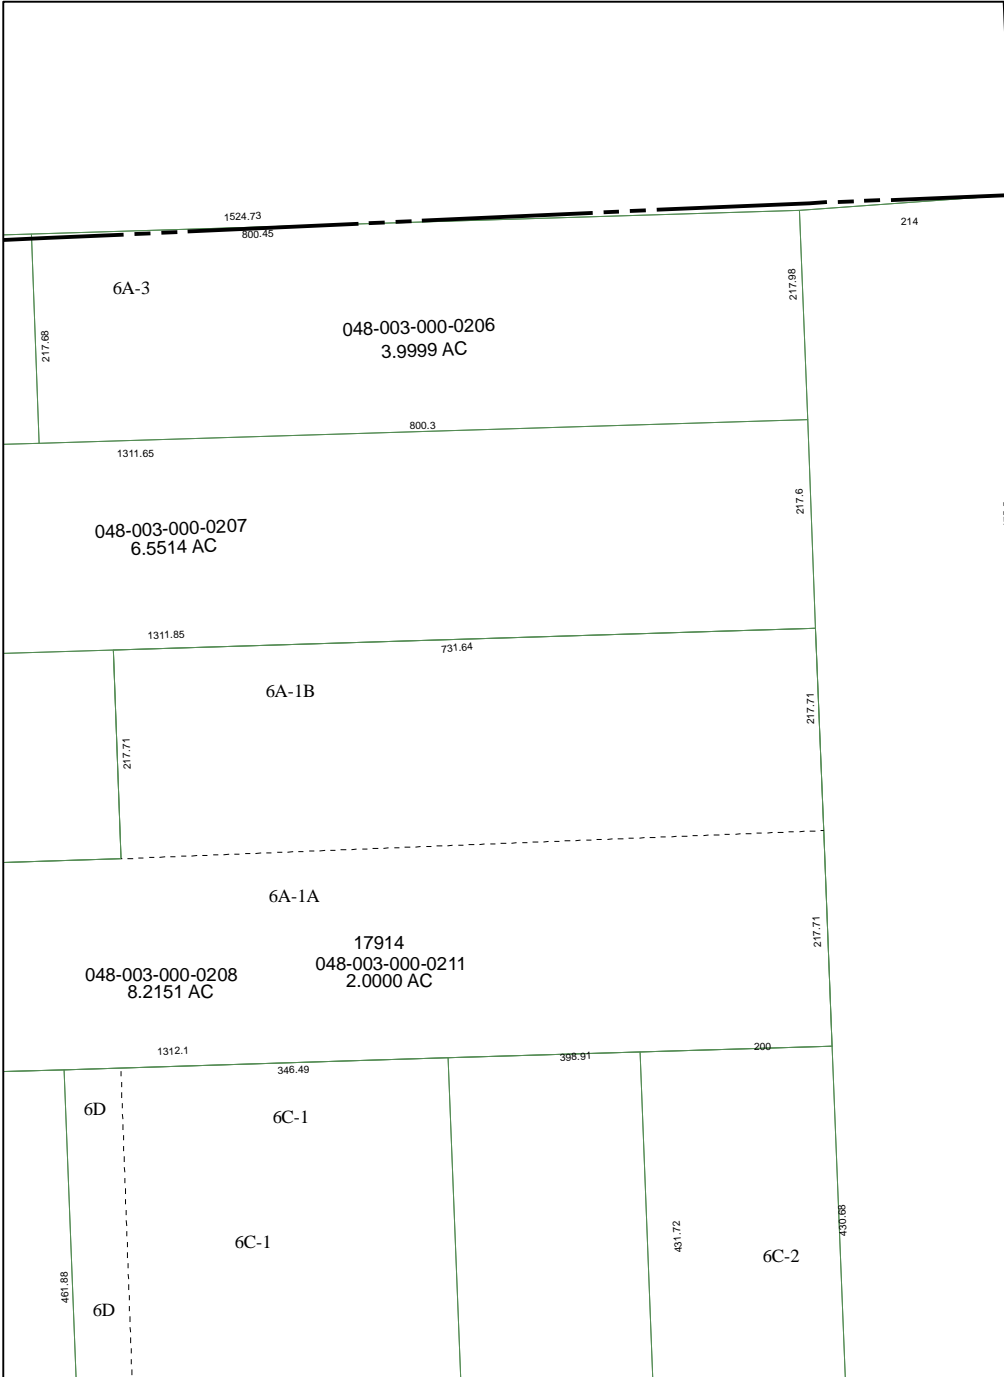 1524.73
800.45
214
6A-3
217.98
217.68
048-003-000-0206
3.9999 AC
800.3
1311.65
217.6
048-003-000-0207
6.5514 AC
1311.85
731.64
6A-1B
217.71
217.71
6A-1A
217.71
17914
048-003-000-0211
2.0000 AC
048-003-000-0208
8.2151 AC
1312.1
346.49
398.91
200
6D
6C-1
430.68
431.72
6C-1
6C-2
461.88
6D